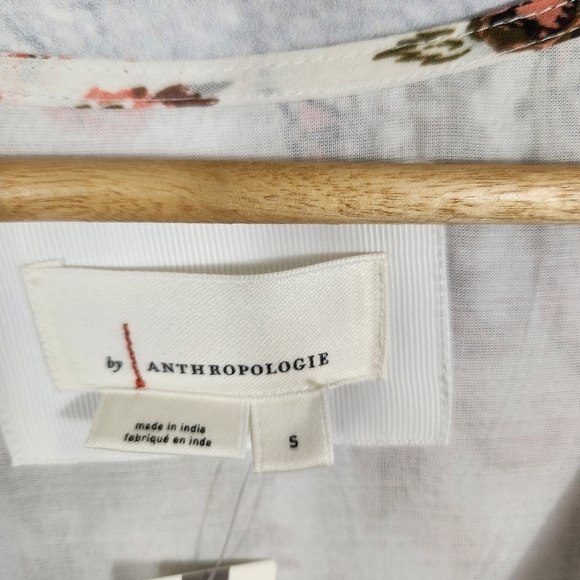 by ANTHROPOLOGIE
made in india
fabriqué en inde
S